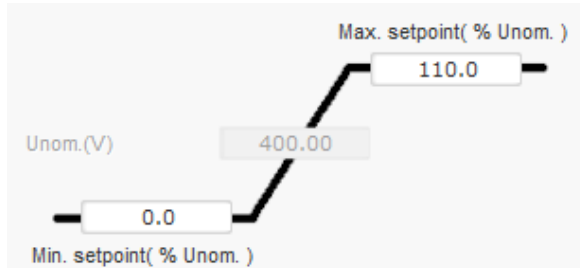 Max. setpoint( % Unom. )
110.0
Unom.(V)
400.00
0.0
Min. setpoint( % Unom. )